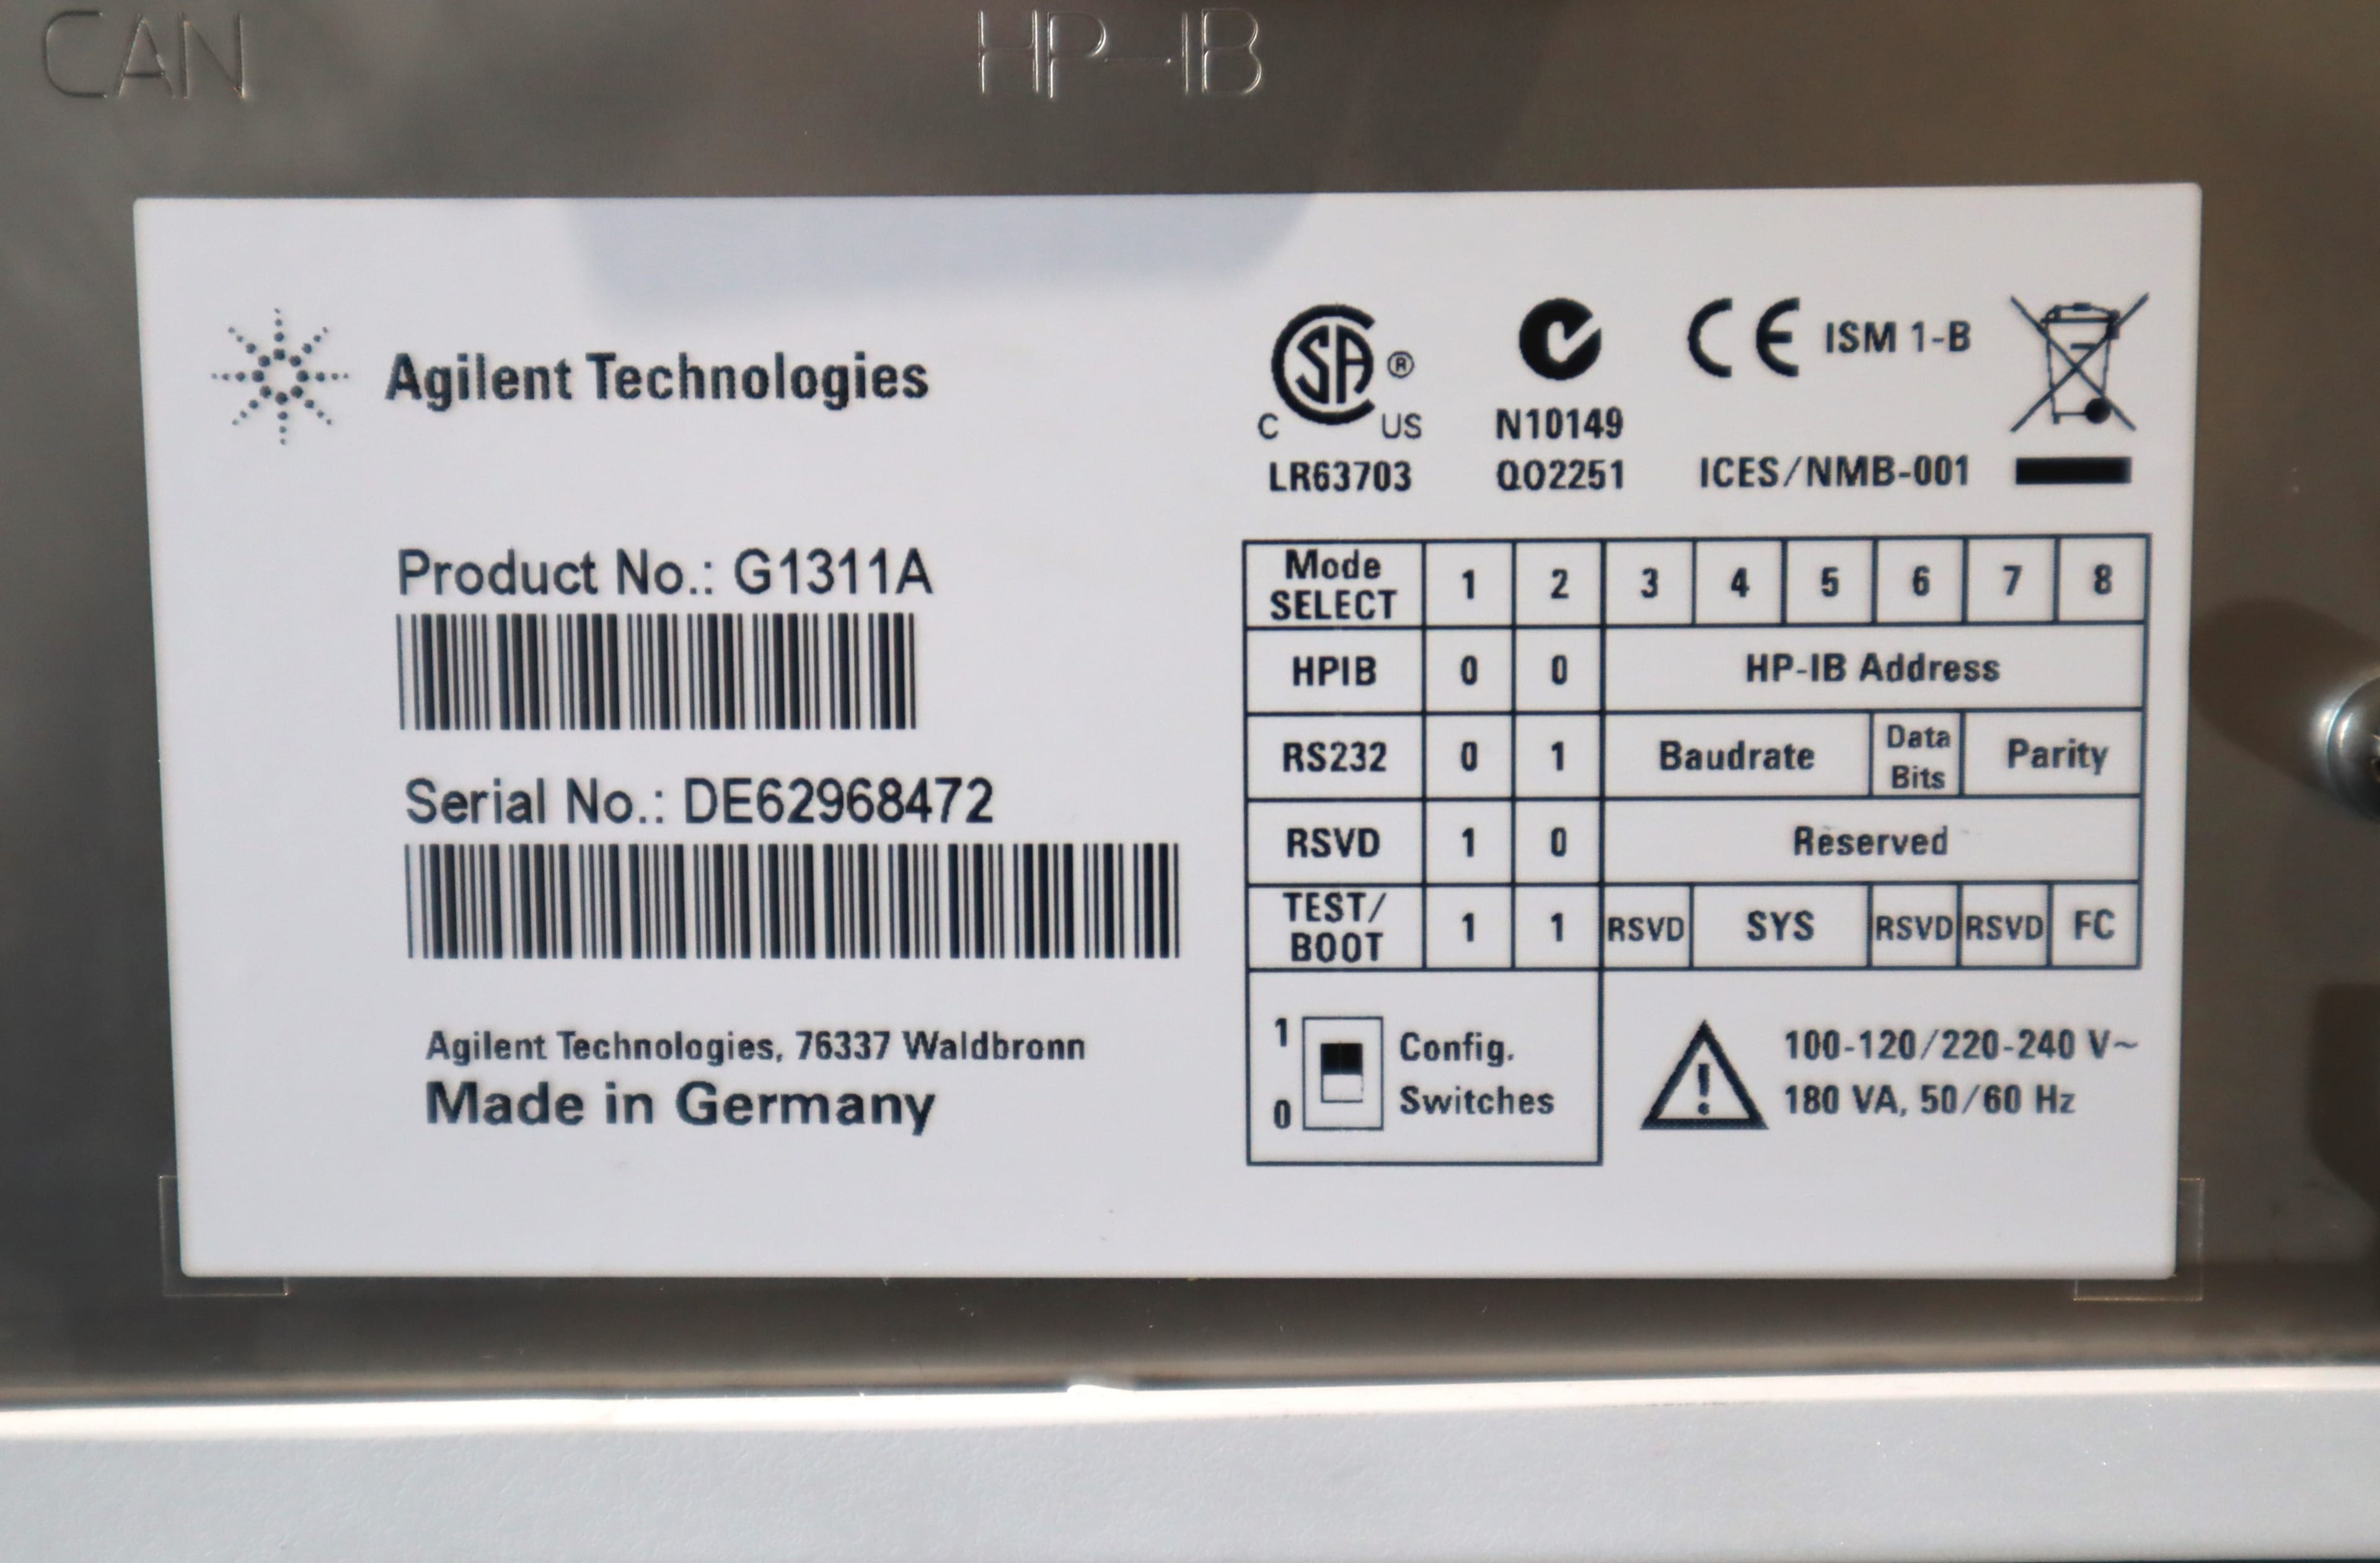 CAN
HP-IB
Agilent Technologies
Product No.: G1311A
Serial No.: DE62968472
Agilent Technologies, 76337 Waldbronn
Made in Germany
SA ®
C US
LR63703
N10149
QO2251
CE ISM 1-B
ICES/NMB-001
Mode SELECT 1 2 3 4 5 6 7 8
HPIB 0 0 HP-IB Address
RS232 0 1 Baudrate Data Bits Parity
RSVD 1 0 Reserved
TEST/ BOOT 1 1 RSVD SYS RSVD RSVD FC
1 Config.
0 Switches
! 100-120/220-240 V~
180 VA, 50/60 Hz